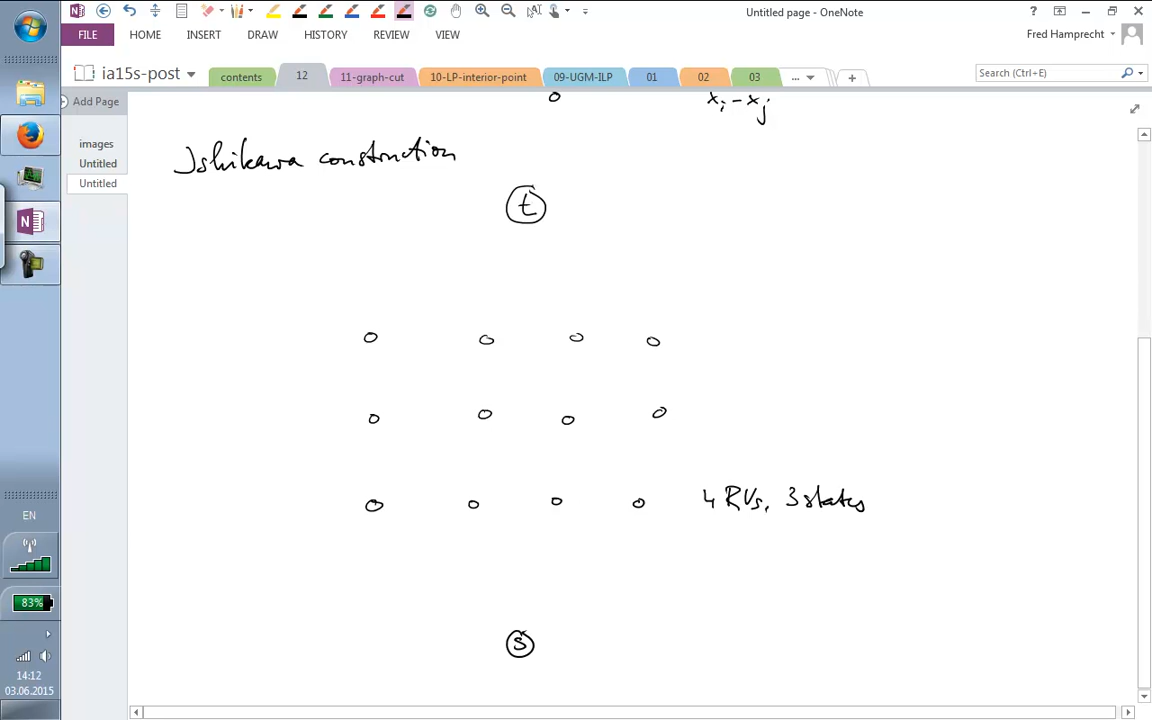 Untitled page - OneNote
FILE HOME INSERT DRAW HISTORY REVIEW VIEW
Fred Hamprecht
ia15s-post
contents 12 11-graph-cut 10-LP-interior-point 09-UGM-ILP 01 02 03 ...
Search (Ctrl+E)
Add Page
images
Untitled
Untitled
xi - xj
Ishikawa construction
t
4 RVs, 3 states
s
EN
83%
14:12
03.06.2015